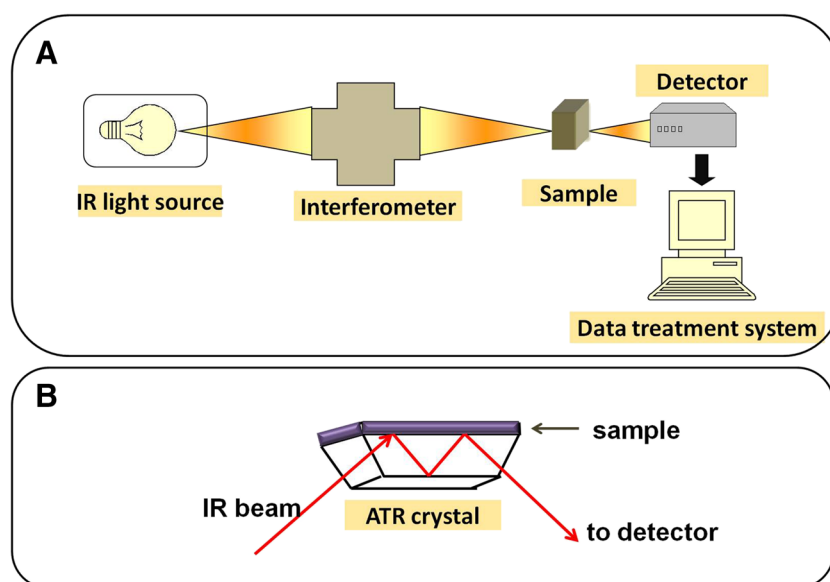 A
IR light source
Interferometer
Sample
Detector
Data treatment system
B
IR beam
ATR crystal
sample
to detector